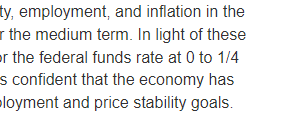 ty, employment, and inflation in the
r the medium term. In light of these
or the federal funds rate at 0 to 1/4
s confident that the economy has
ployment and price stability goals.